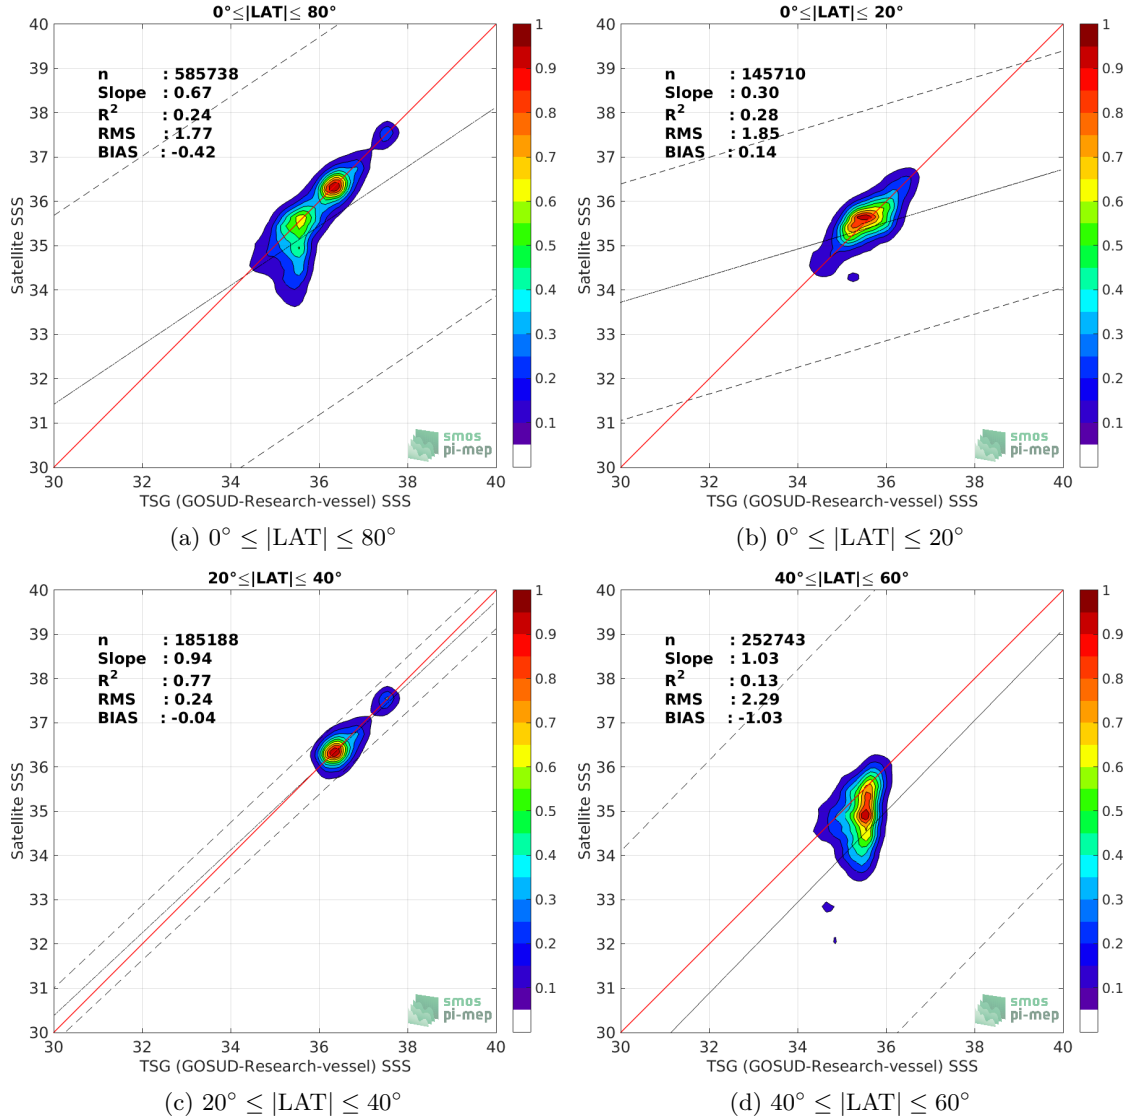 0°≤|LAT|≤ 80°
40
39
38
37
36
35
34
33
32
31
30
30
32
34
36
38
40
Satellite SSS
TSG (GOSUD-Research-vessel) SSS
n : 585738
Slope : 0.67
R² : 0.24
RMS : 1.77
BIAS : -0.42
1
0.9
0.8
0.7
0.6
0.5
0.4
0.3
0.2
0.1
smos
pi-mep
(a) 0° ≤ |LAT| ≤ 80°
0°≤|LAT|≤ 20°
40
39
38
37
36
35
34
33
32
31
30
30
32
34
36
38
40
Satellite SSS
TSG (GOSUD-Research-vessel) SSS
n : 145710
Slope : 0.30
R² : 0.28
RMS : 1.85
BIAS : 0.14
1
0.9
0.8
0.7
0.6
0.5
0.4
0.3
0.2
0.1
smos
pi-mep
(b) 0° ≤ |LAT| ≤ 20°
20°≤|LAT|≤ 40°
40
39
38
37
36
35
34
33
32
31
30
30
32
34
36
38
40
Satellite SSS
TSG (GOSUD-Research-vessel) SSS
n : 185188
Slope : 0.94
R² : 0.77
RMS : 0.24
BIAS : -0.04
1
0.9
0.8
0.7
0.6
0.5
0.4
0.3
0.2
0.1
smos
pi-mep
(c) 20° ≤ |LAT| ≤ 40°
40°≤|LAT|≤ 60°
40
39
38
37
36
35
34
33
32
31
30
30
32
34
36
38
40
Satellite SSS
TSG (GOSUD-Research-vessel) SSS
n : 252743
Slope : 1.03
R² : 0.13
RMS : 2.29
BIAS : -1.03
1
0.9
0.8
0.7
0.6
0.5
0.4
0.3
0.2
0.1
smos
pi-mep
(d) 40° ≤ |LAT| ≤ 60°